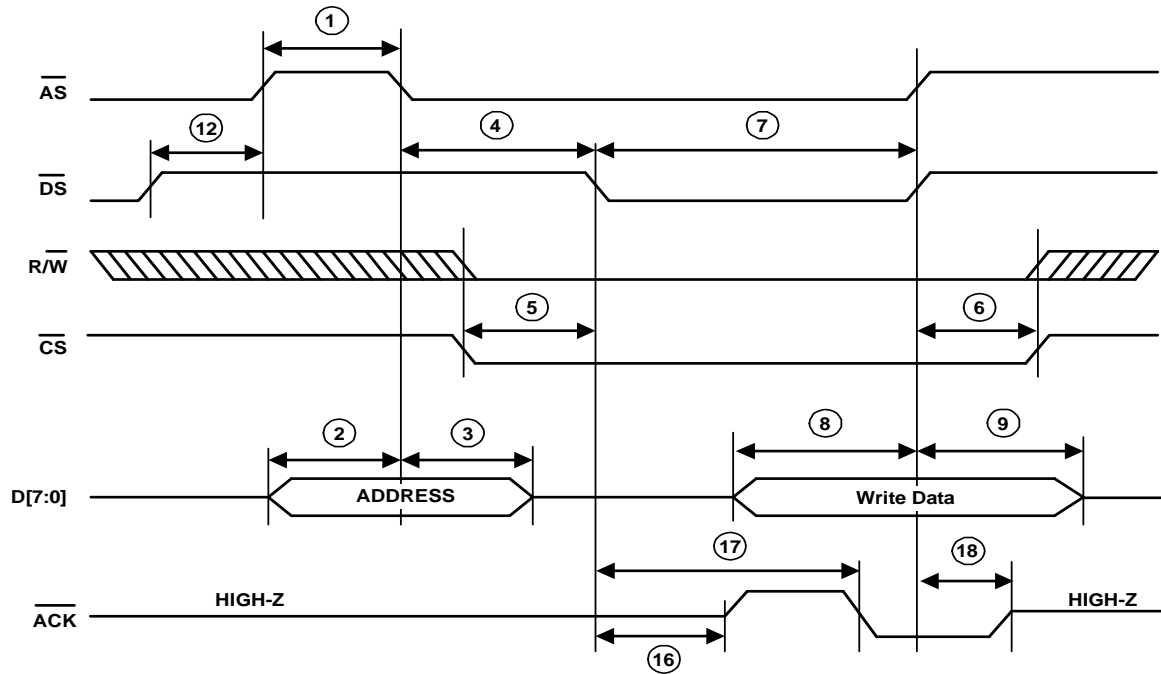 1
AS
12
4
7
DS
R/W
5
6
CS
2
3
8
9
D[7:0]
ADDRESS
Write Data
17
18
HIGH-Z
HIGH-Z
ACK
16